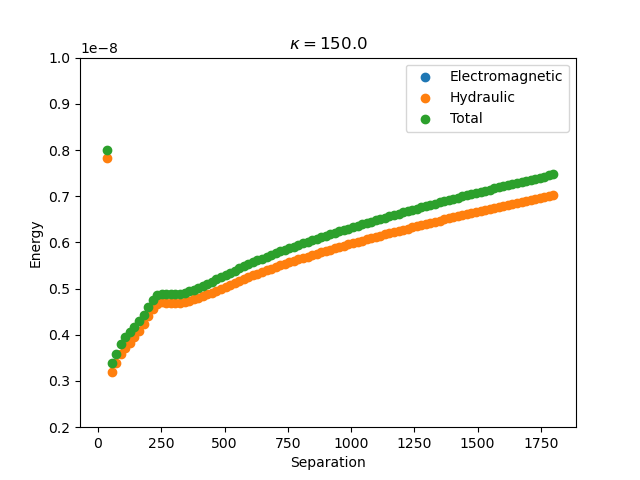 κ = 150.0
1e−8
1.0
0.9
0.8
0.7
0.6
0.5
0.4
0.3
0.2
Energy
Electromagnetic
Hydraulic
Total
0 250 500 750 1000 1250 1500 1750
Separation